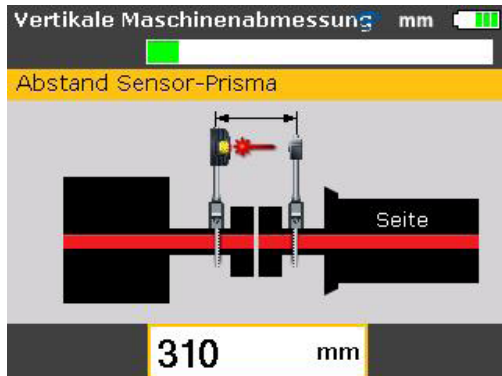 Vertikale Maschinenabmessung mm
Abstand Sensor-Prisma
Seite
310 mm